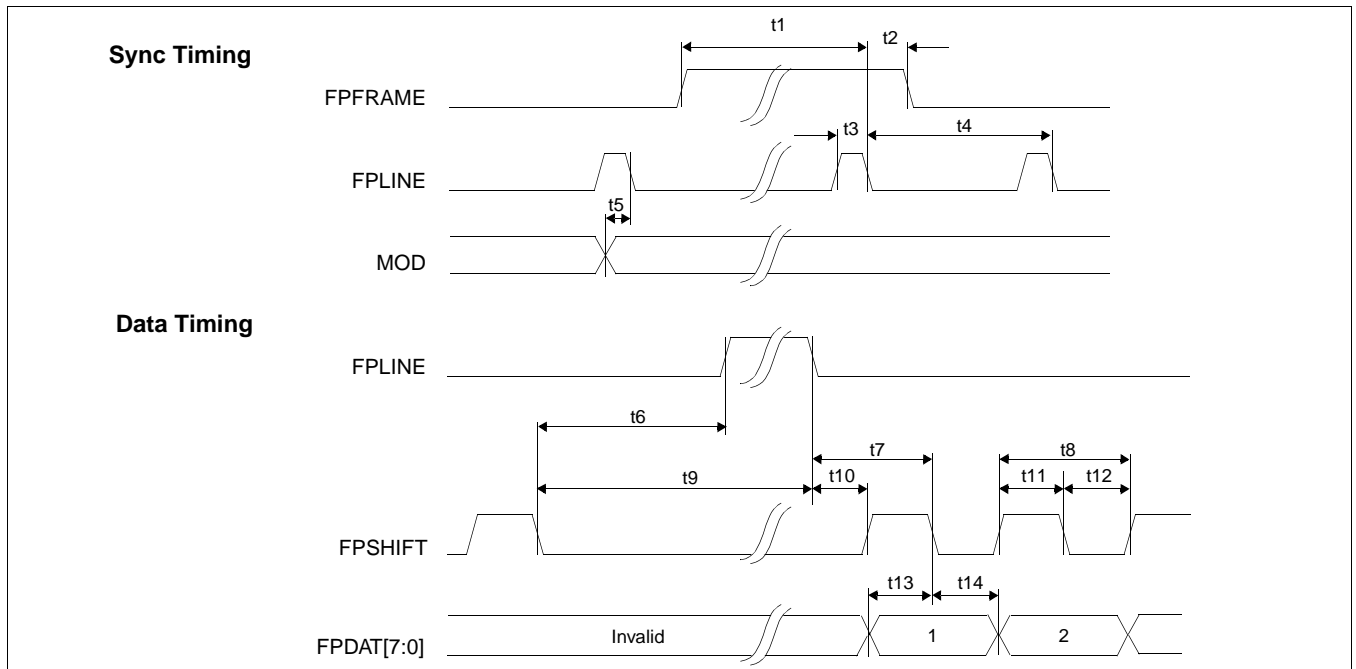 Sync Timing
t1
t2
FPFRAME
t3
t4
FPLINE
t5
MOD
Data Timing
FPLINE
t6
t7
t8
t9
t10
t11
t12
FPSHIFT
t13
t14
FPDAT[7:0]
Invalid
1
2